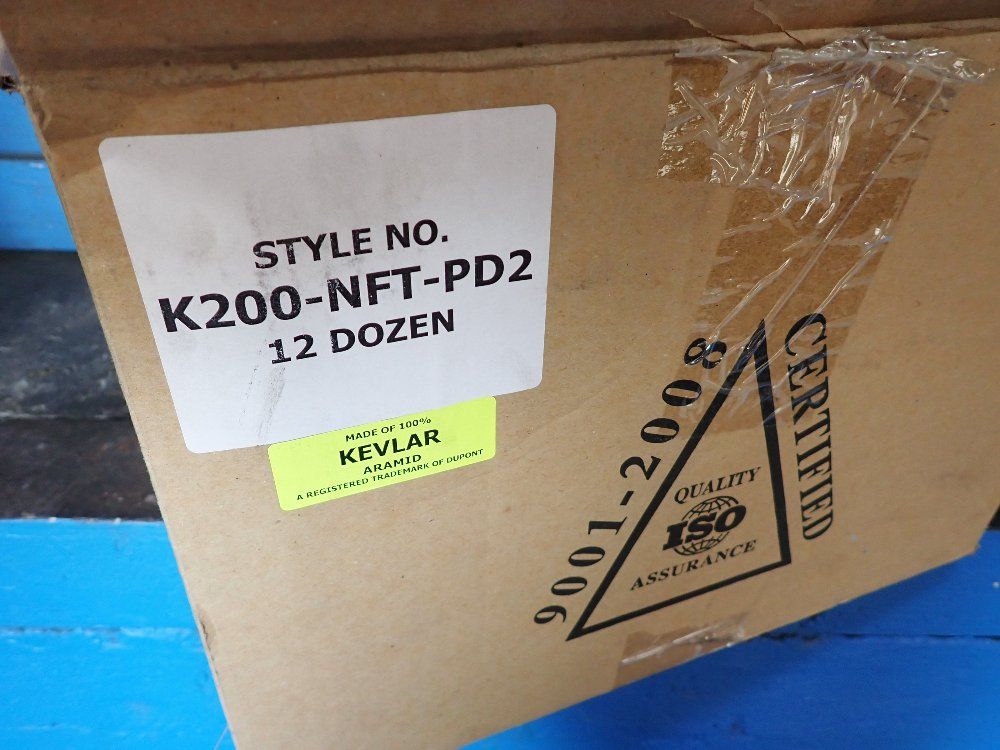 STYLE NO.
K200-NFT-PD2
12 DOZEN
MADE OF 100%
KEVLAR
ARAMID
A REGISTERED TRADEMARK OF DUPONT
9001-2008
CERTIFIED
QUALITY
ISO
ASSURANCE